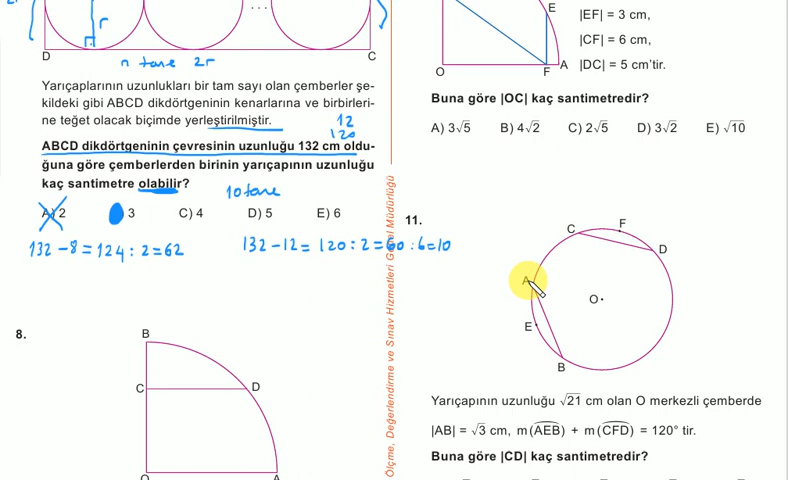 r
D
C
n tane 2r
Yarıçaplarının uzunlukları bir tam sayı olan çemberler şe-
kildeki gibi ABCD dikdörtgeninin kenarlarına ve birbirleri-
ne teğet olacak biçimde yerleştirilmiştir.
12
120
ABCD dikdörtgeninin çevresinin uzunluğu 132 cm oldu-
ğuna göre çemberlerden birinin yarıçapının uzunluğu
kaç santimetre olabilir?
10 tane
A) 2
3
C) 4
D) 5
E) 6
132 - 8 = 124 : 2 = 62
132 - 12 = 120 : 2 = 60 : 6 = 10
8.
B
C
D
O
A
Ölçme, Değerlendirme ve Sınav Hizmetleri Genel Müdürlüğü
E
O
F
A
|EF| = 3 cm,
|CF| = 6 cm,
|DC| = 5 cm'tir.
Buna göre |OC| kaç santimetredir?
A) 3√5
B) 4√2
C) 2√5
D) 3√2
E) √10
11.
C
F
D
A
O
E
B
Yarıçapının uzunluğu √21 cm olan O merkezli çemberde
|AB| = √3 cm, m(AEB) + m(CFD) = 120° tir.
Buna göre |CD| kaç santimetredir?